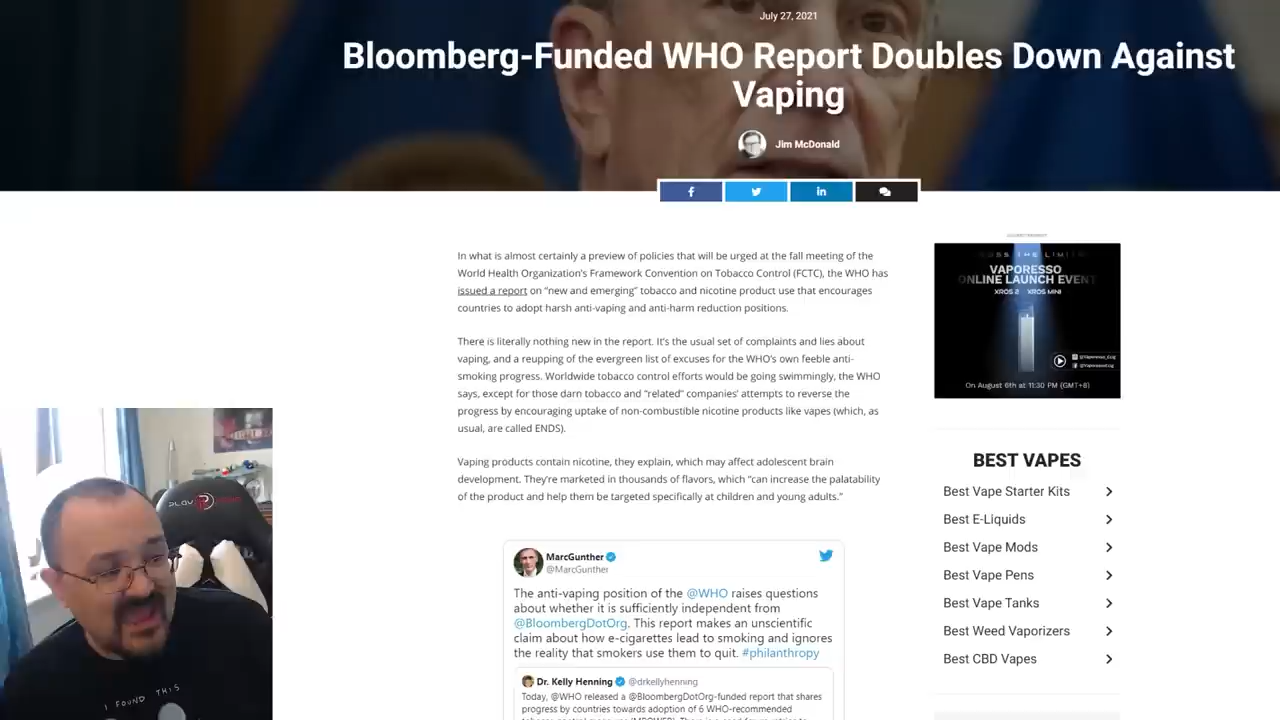 July 27, 2021
Bloomberg-Funded WHO Report Doubles Down Against
Vaping
Jim McDonald
In what is almost certainly a preview of policies that will be urged at the fall meeting of the
World Health Organization's Framework Convention on Tobacco Control (FCTC), the WHO has
issued a report on "new and emerging" tobacco and nicotine product use that encourages
countries to adopt harsh anti-vaping and anti-harm reduction positions.
There is literally nothing new in the report. It's the usual set of complaints and lies about
vaping, and a reupping of the evergreen list of excuses for the WHO's own feeble anti-
smoking progress. Worldwide tobacco control efforts would be going swimmingly, the WHO
says, except for those darn tobacco and "related" companies' attempts to reverse the
progress by encouraging uptake of non-combustible nicotine products like vapes (which, as
usual, are called ENDS).
Vaping products contain nicotine, they explain, which may affect adolescent brain
development. They're marketed in thousands of flavors, which "can increase the palatability
of the product and help them be targeted specifically at children and young adults."
MarcGunther
@MarcGunther
The anti-vaping position of the @WHO raises questions
about whether it is sufficiently independent from
@BloombergDotOrg. This report makes an unscientific
claim about how e-cigarettes lead to smoking and ignores
the reality that smokers use them to quit. #philanthropy
Dr. Kelly Henning @drkellyhenning
Today, @WHO released a @BloombergDotOrg-funded report that shares
progress by countries towards adoption of 6 WHO-recommended
THE LIMIT
VAPORESSO
ONLINE LAUNCH EVENT
XROS 2 XROS MINI
On August 6th at 11:30 PM (GMT+8)
BEST VAPES
Best Vape Starter Kits
Best E-Liquids
Best Vape Mods
Best Vape Pens
Best Vape Tanks
Best Weed Vaporizers
Best CBD Vapes
I FOUND THIS